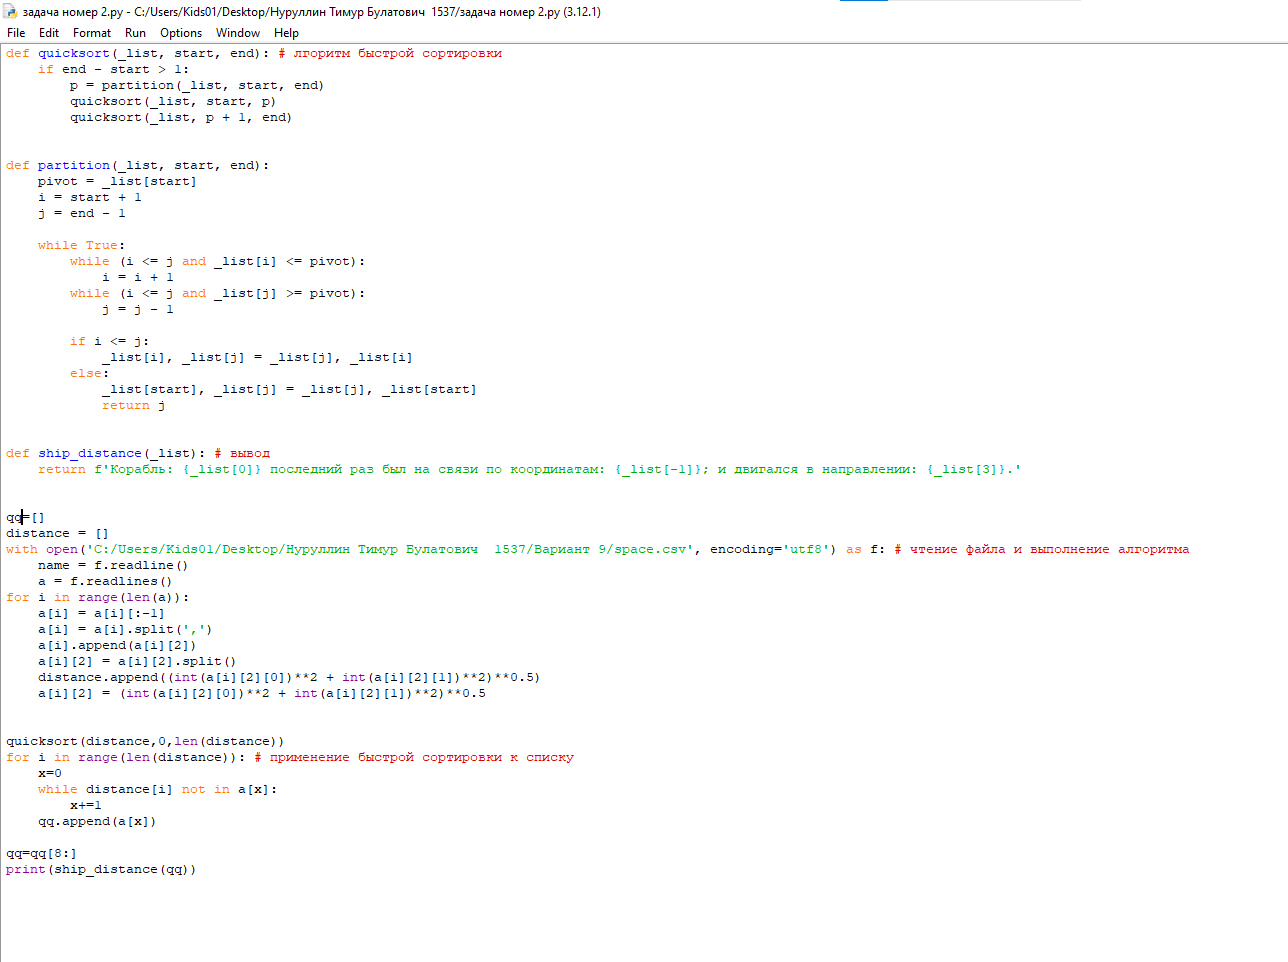 задача номер 2.py - C:/Users/Kids01/Desktop/Нуруллин Тимур Булатович  1537/задача номер 2.py (3.12.1)
File Edit Format Run Options Window Help
def quicksort(_list, start, end): # лгоритм быстрой сортировки
    if end - start > 1:
        p = partition(_list, start, end)
        quicksort(_list, start, p)
        quicksort(_list, p + 1, end)
def partition(_list, start, end):
    pivot = _list[start]
    i = start + 1
    j = end - 1
    while True:
        while (i <= j and _list[i] <= pivot):
            i = i + 1
        while (i <= j and _list[j] >= pivot):
            j = j - 1
        if i <= j:
            _list[i], _list[j] = _list[j], _list[i]
        else:
            _list[start], _list[j] = _list[j], _list[start]
            return j
def ship_distance(_list): # вывод
    return f'Корабль: {_list[0]} последний раз был на связи по координатам: {_list[-1]}; и двигался в направлении: {_list[3]}.'
qq=[]
distance = []
with open('C:/Users/Kids01/Desktop/Нуруллин Тимур Булатович  1537/Вариант 9/space.csv', encoding='utf8') as f: # чтение файла и выполнение алгоритма
    name = f.readline()
    a = f.readlines()
for i in range(len(a)):
    a[i] = a[i][:-1]
    a[i] = a[i].split(',')
    a[i].append(a[i][2])
    a[i][2] = a[i][2].split()
    distance.append((int(a[i][2][0])**2 + int(a[i][2][1])**2)**0.5)
    a[i][2] = (int(a[i][2][0])**2 + int(a[i][2][1])**2)**0.5
quicksort(distance,0,len(distance))
for i in range(len(distance)): # применение быстрой сортировки к списку
    x=0
    while distance[i] not in a[x]:
        x+=1
    qq.append(a[x])
qq=qq[8:]
print(ship_distance(qq))